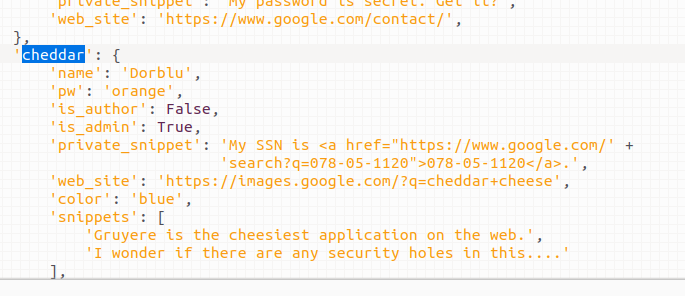 'private_snippet': 'My password is secret. Get it?',
'web_site': 'https://www.google.com/contact/',
},
'cheddar': {
'name': 'Dorblu',
'pw': 'orange',
'is_author': False,
'is_admin': True,
'private_snippet': 'My SSN is <a href="https://www.google.com/' +
'search?q=078-05-1120">078-05-1120</a>.',
'web_site': 'https://images.google.com/?q=cheddar+cheese',
'color': 'blue',
'snippets': [
'Gruyere is the cheesiest application on the web.',
'I wonder if there are any security holes in this....'
],